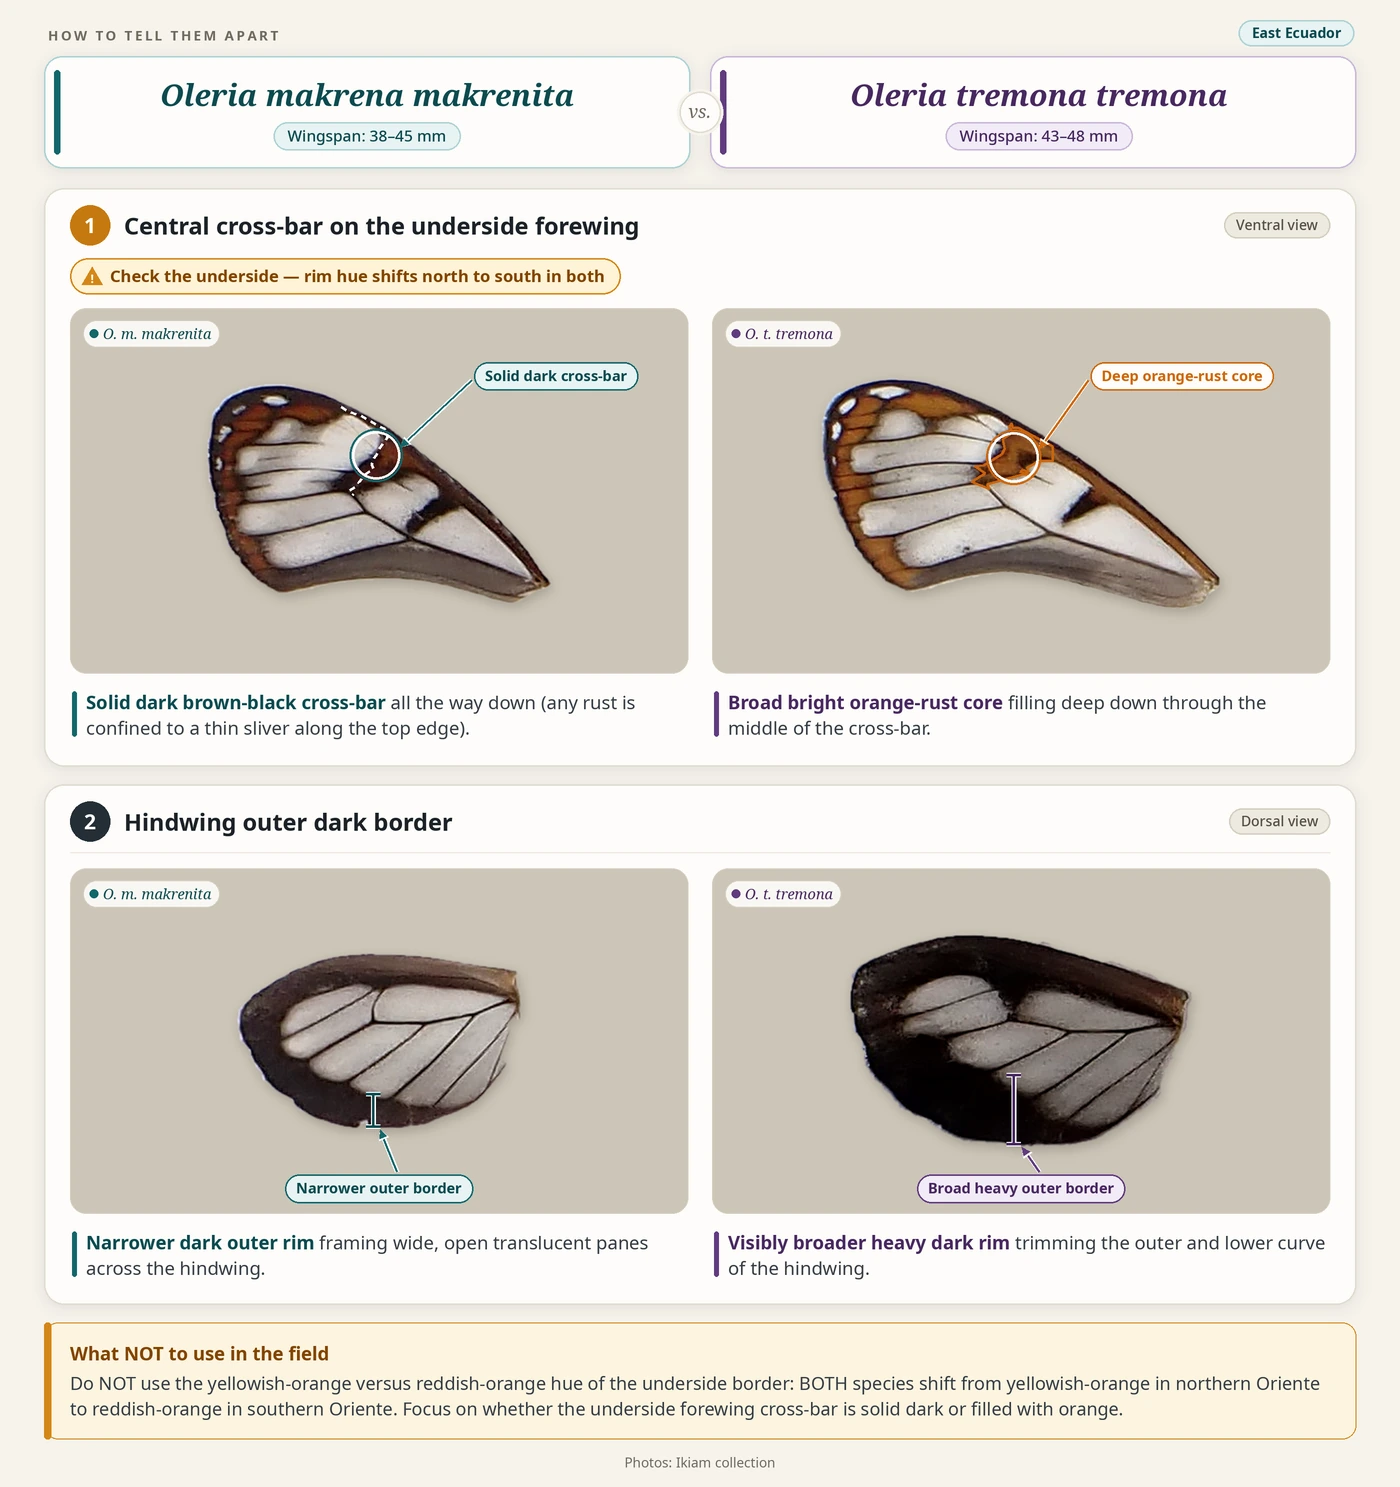 HOW TO TELL THEM APART
East Ecuador
Oleria makrena makrenita
Wingspan: 38–45 mm
vs.
Oleria tremona tremona
Wingspan: 43–48 mm
1
Central cross-bar on the underside forewing
Ventral view
Check the underside — rim hue shifts north to south in both
O. m. makrenita
Solid dark cross-bar
O. t. tremona
Deep orange-rust core
Solid dark brown-black cross-bar all the way down (any rust is
confined to a thin sliver along the top edge).
Broad bright orange-rust core filling deep down through the
middle of the cross-bar.
2
Hindwing outer dark border
Dorsal view
O. m. makrenita
Narrower outer border
O. t. tremona
Broad heavy outer border
Narrower dark outer rim framing wide, open translucent panes
across the hindwing.
Visibly broader heavy dark rim trimming the outer and lower curve
of the hindwing.
What NOT to use in the field
Do NOT use the yellowish-orange versus reddish-orange hue of the underside border: BOTH species shift from yellowish-orange in northern Oriente
to reddish-orange in southern Oriente. Focus on whether the underside forewing cross-bar is solid dark or filled with orange.
Photos: Ikiam collection